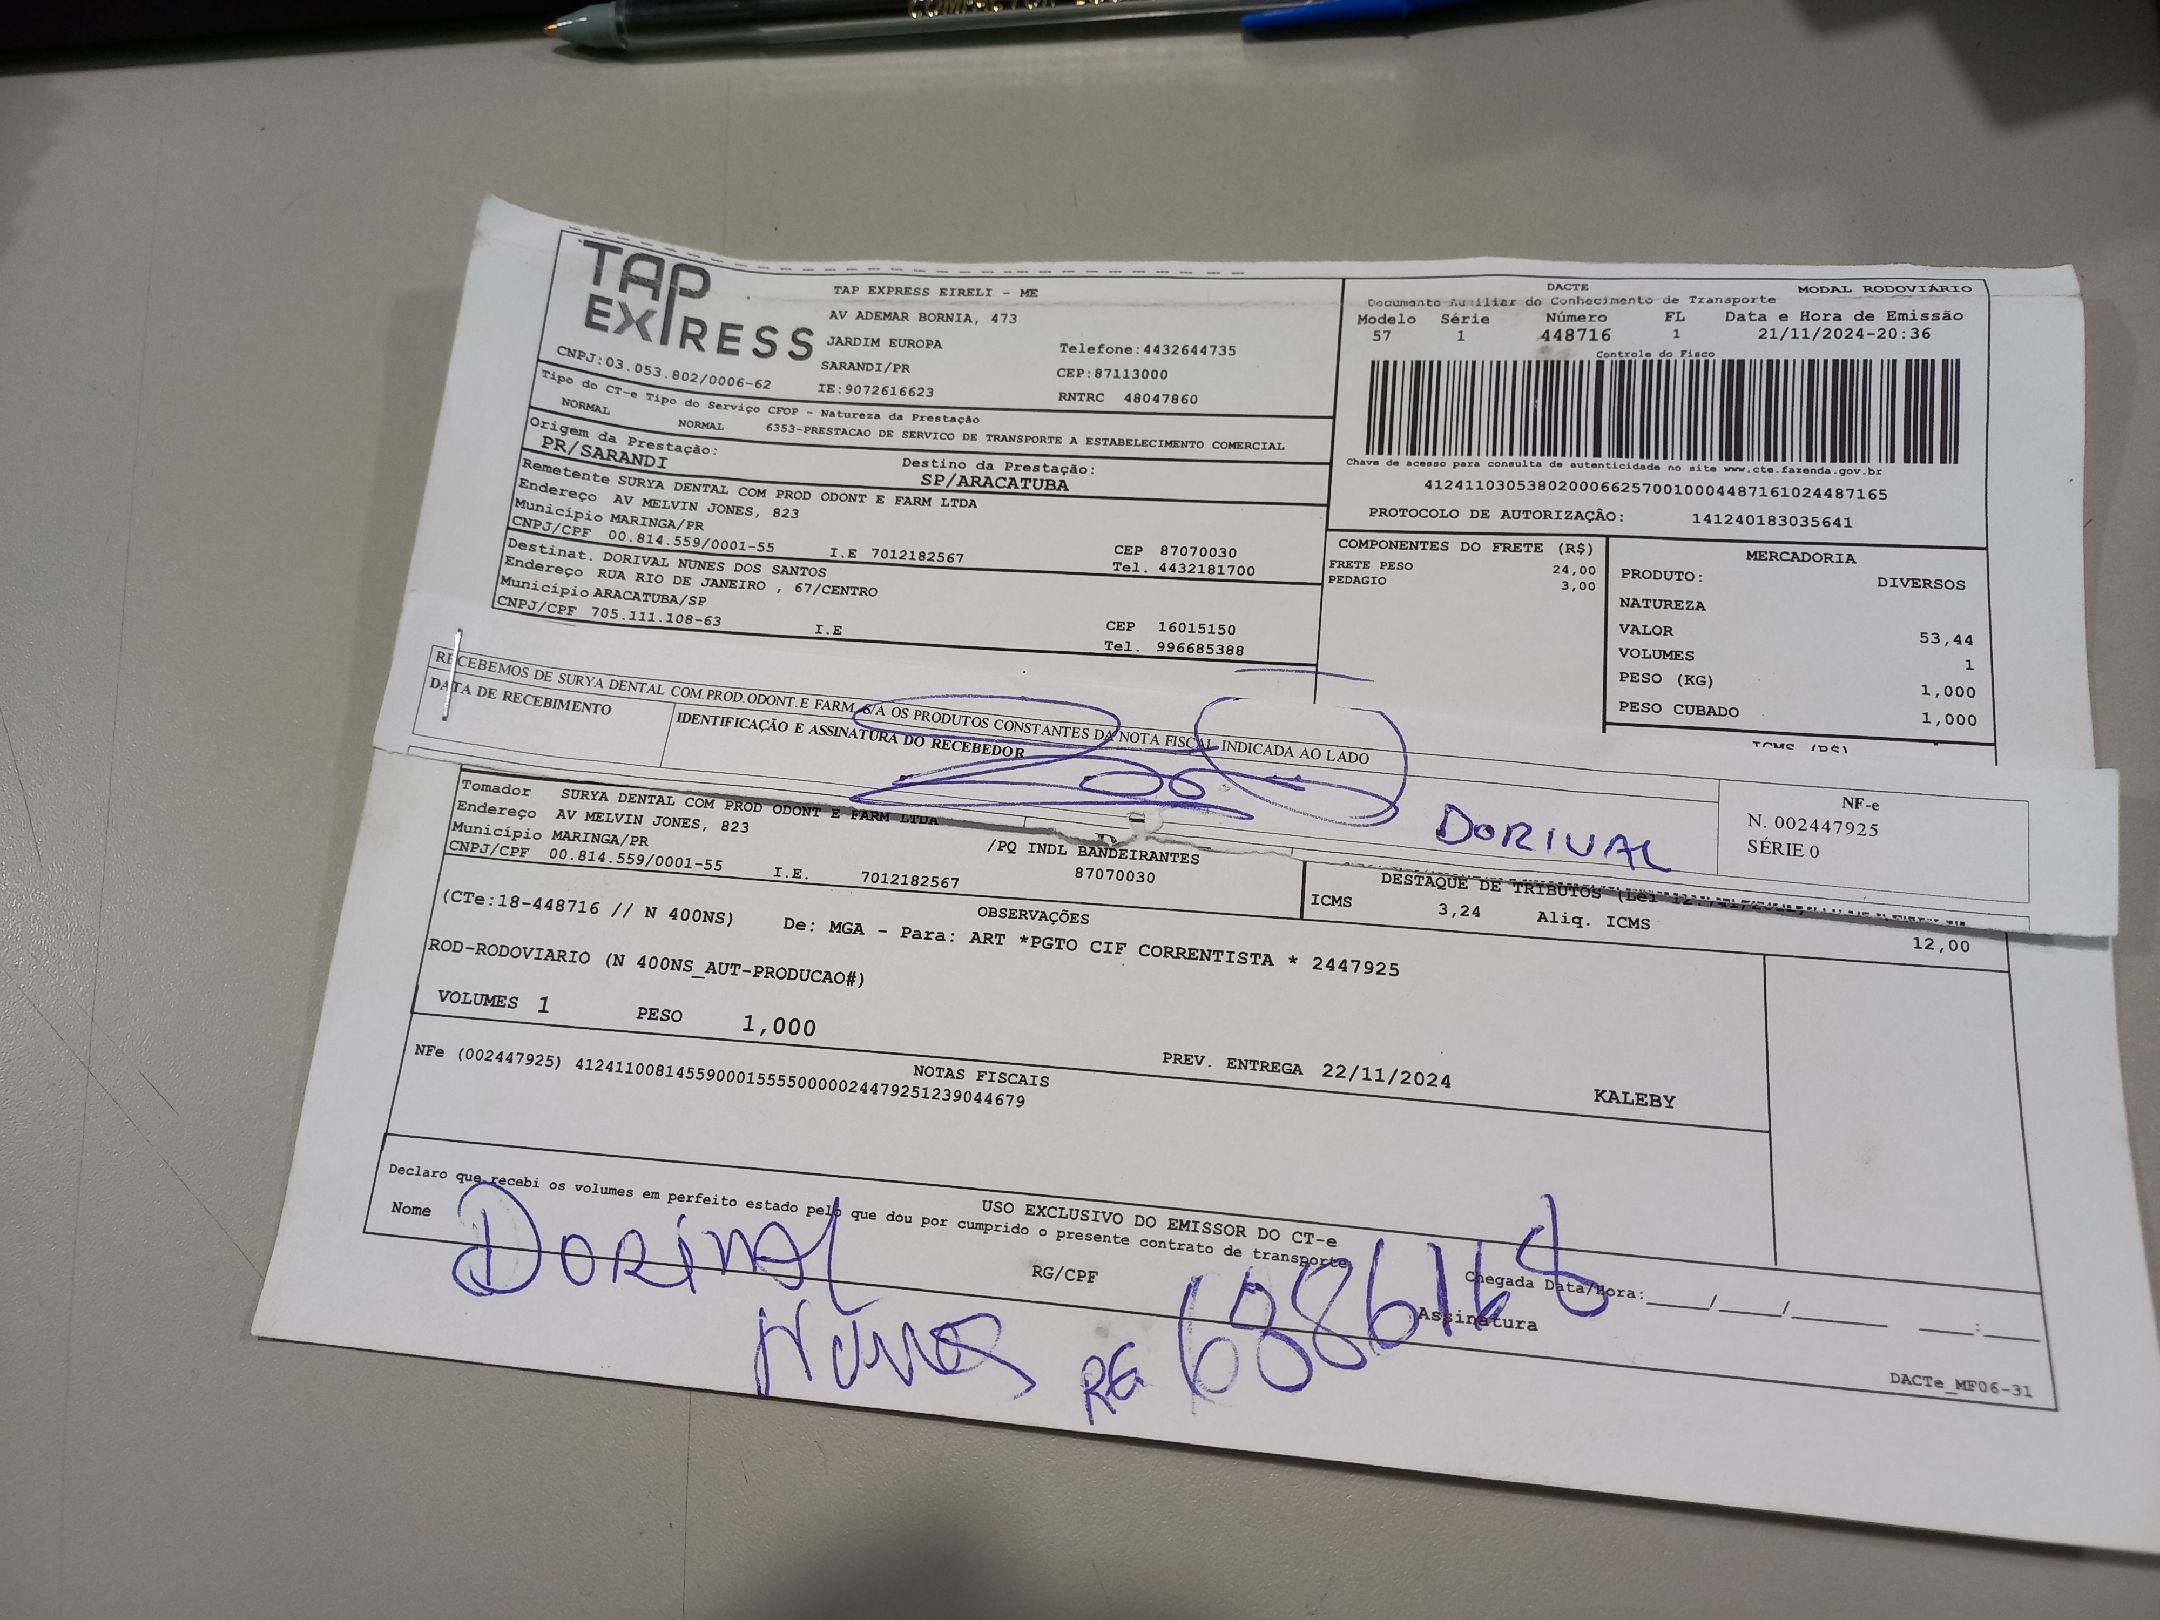 COMPACTOR
TAP EXPRESS
TAP EXPRESS EIRELI - ME
AV ADEMAR BORNIA, 473
JARDIM EUROPA
Telefone:4432644735
SARANDI/PR
CEP:87113000
CNPJ:03.053.802/0006-62
IE:9072616623
RNTRC 48047860
DACTE
MODAL RODOVIÁRIO
Documento Auxiliar do Conhecimento de Transporte
Modelo Série Número FL Data e Hora de Emissão
57 1 448716 1 21/11/2024-20:36
Controle do Fisco
Chave de acesso para consulta de autenticidade no site www.cte.fazenda.gov.br
41241103053802000662570010004487161024487165
PROTOCOLO DE AUTORIZAÇÃO: 141240183035641
Tipo do CT-e Tipo do Serviço CFOP - Natureza da Prestação
NORMAL NORMAL 6353-PRESTACAO DE SERVICO DE TRANSPORTE A ESTABELECIMENTO COMERCIAL
Origem da Prestação: Destino da Prestação:
PR/SARANDI SP/ARACATUBA
Remetente SURYA DENTAL COM PROD ODONT E FARM LTDA
Endereço AV MELVIN JONES, 823
Município MARINGA/PR CEP 87070030
CNPJ/CPF 00.814.559/0001-55 I.E 7012182567 Tel. 4432181700
Destinat. DORIVAL NUNES DOS SANTOS
Endereço RUA RIO DE JANEIRO , 67/CENTRO
Município ARACATUBA/SP CEP 16015150
CNPJ/CPF 705.111.108-63 I.E Tel. 996685388
COMPONENTES DO FRETE (R$)
FRETE PESO 24,00
PEDAGIO 3,00
MERCADORIA
PRODUTO: DIVERSOS
NATUREZA
VALOR 53,44
VOLUMES 1
PESO (KG) 1,000
PESO CUBADO 1,000
ICMS (R$)
RECEBEMOS DE SURYA DENTAL COM.PROD.ODONT.E FARM. S/A OS PRODUTOS CONSTANTES DA NOTA FISCAL INDICADA AO LADO
DATA DE RECEBIMENTO
IDENTIFICAÇÃO E ASSINATURA DO RECEBEDOR
DORIVAL
NF-e
N. 002447925
SÉRIE 0
Tomador SURYA DENTAL COM PROD ODONT E FARM LTDA
Endereço AV MELVIN JONES, 823 /PQ INDL BANDEIRANTES
Município MARINGA/PR 87070030
CNPJ/CPF 00.814.559/0001-55 I.E. 7012182567
DESTAQUE DE TRIBUTOS
ICMS 3,24 Aliq. ICMS 12,00
OBSERVAÇÕES
(CTe:18-448716 // N 400NS) De: MGA - Para: ART *PGTO CIF CORRENTISTA * 2447925
ROD-RODOVIARIO (N 400NS_AUT-PRODUCAO#)
VOLUMES 1 PESO 1,000 PREV. ENTREGA 22/11/2024 KALEBY
NOTAS FISCAIS
NFe (002447925) 41241100814559000155550000024479251239044679
USO EXCLUSIVO DO EMISSOR DO CT-e
Declaro que recebi os volumes em perfeito estado pelo que dou por cumprido o presente contrato de transporte
Nome RG/CPF Assinatura Chegada Data/Hora:____/____/______ ___:____
DORIVAL
NUNES RG
DACTe_MF06-31